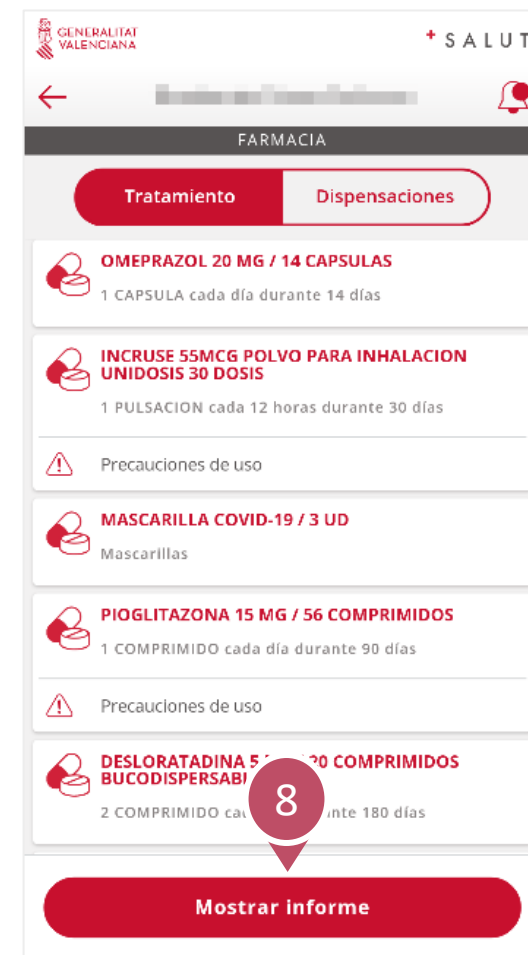 GENERALITAT
VALENCIANA
+ SALUT
FARMACIA
Tratamiento
Dispensaciones
OMEPRAZOL 20 MG / 14 CAPSULAS
1 CAPSULA cada día durante 14 días
INCRUSE 55MCG POLVO PARA INHALACION
UNIDOSIS 30 DOSIS
1 PULSACION cada 12 horas durante 30 días
Precauciones de uso
MASCARILLA COVID-19 / 3 UD
Mascarillas
PIOGLITAZONA 15 MG / 56 COMPRIMIDOS
1 COMPRIMIDO cada día durante 90 días
Precauciones de uso
DESLORATADINA 5 20 COMPRIMIDOS
2 COMPRIMIDO 180 días
8
Mostrar informe